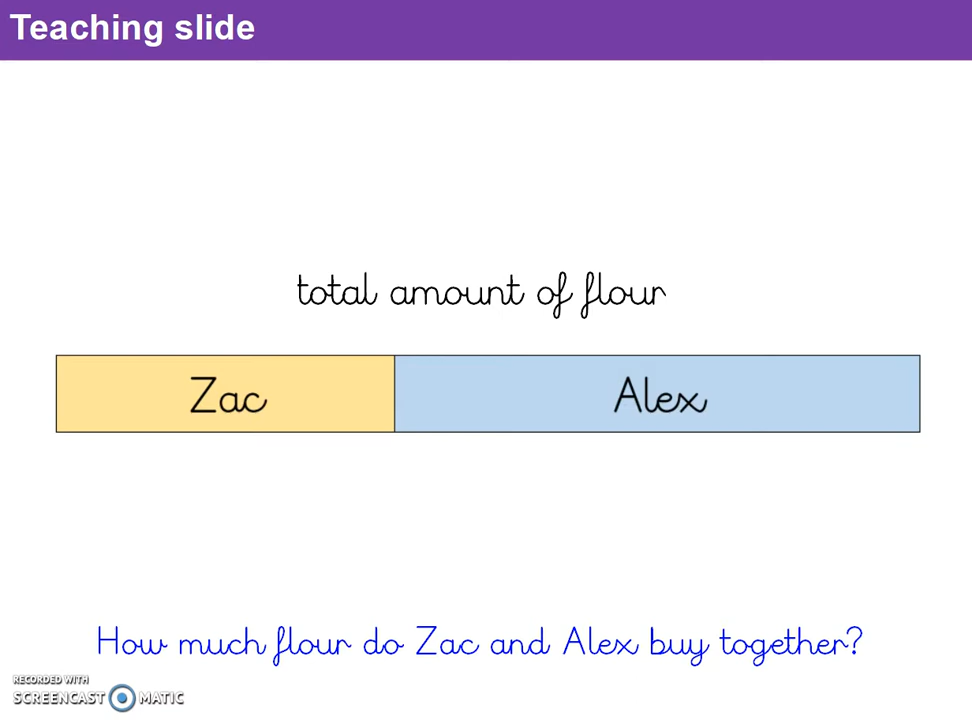 Teaching slide
total amount of flour
Zac
Alex
How much flour do Zac and Alex buy together?
RECORDED WITH
SCREENCAST MATIC